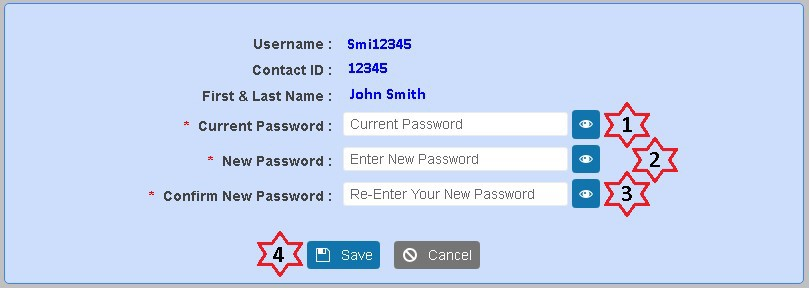 Username : Smi12345
Contact ID : 12345
First & Last Name : John Smith
* Current Password : Current Password 1
* New Password : Enter New Password 2
* Confirm New Password : Re-Enter Your New Password 3
4 Save Cancel